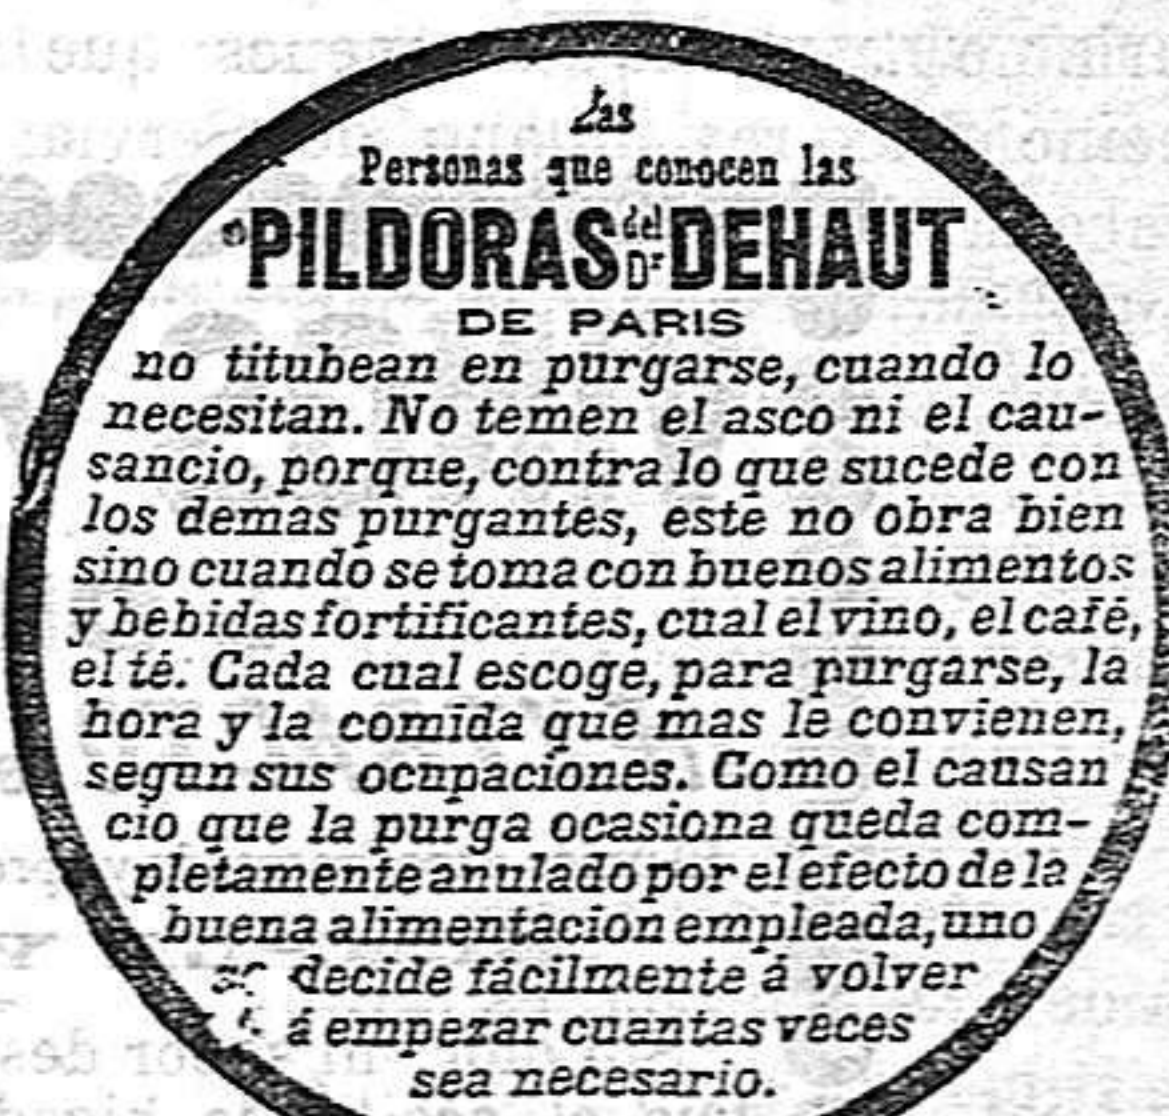 Las
Personas que conocen las
PILDORAS del Dr DEHAUT
DE PARIS
no titubean en purgarse, cuando lo
necesitan. No temen el asco ni el cau-
sancio, porque, contra lo que sucede con
los demas purgantes, este no obra bien
sino cuando se toma con buenos alimentos
y bebidas fortificantes, cual el vino, el café,
el té. Cada cual escoge, para purgarse, la
hora y la comida que mas le convienen,
segun sus ocupaciones. Como el causan
cio que la purga ocasiona queda com-
pletamente anulado por el efecto de la
buena alimentacion empleada, uno
se decide fácilmente á volver
á empezar cuantas veces
sea necesario.